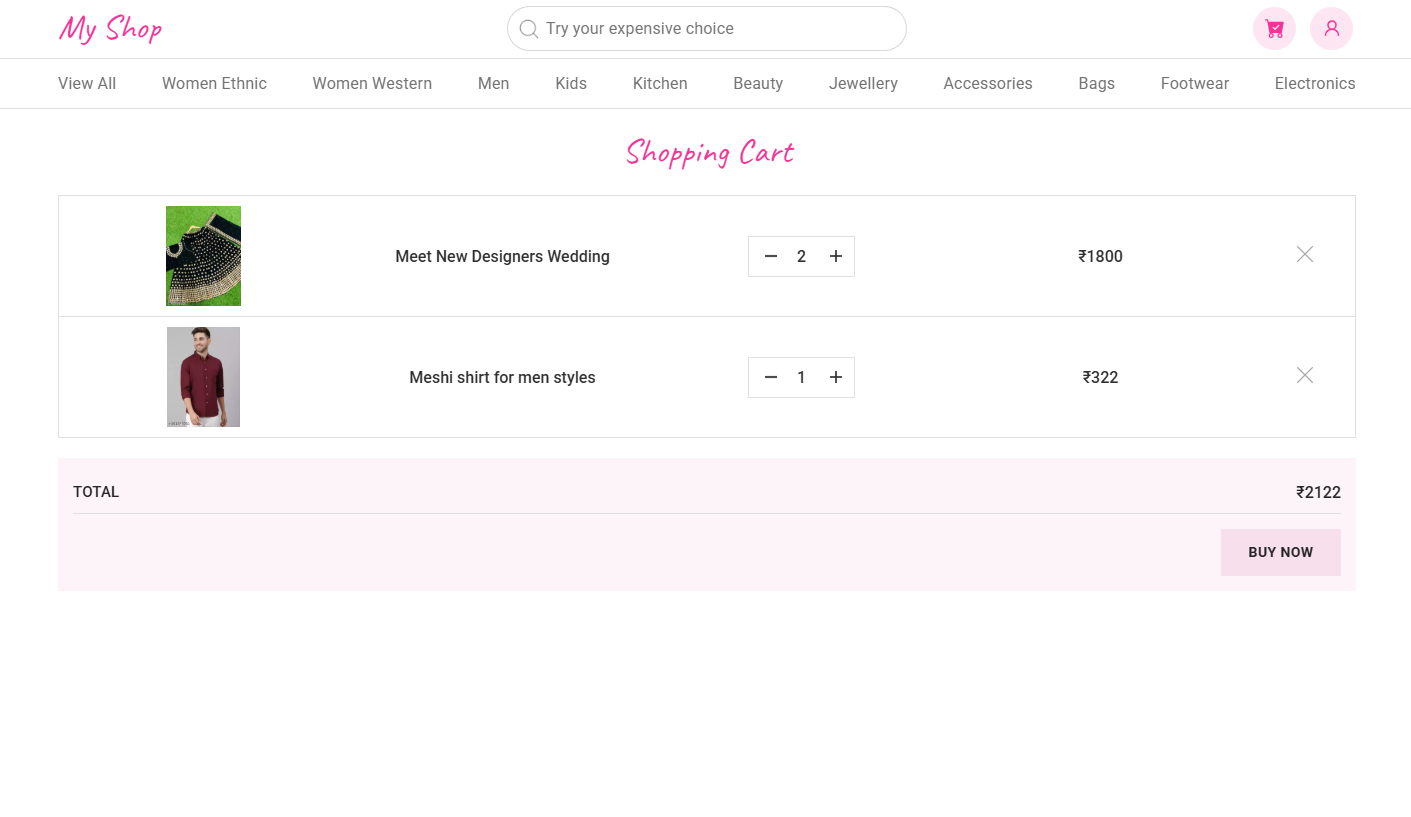 My Shop
Try your expensive choice
View All Women Ethnic Women Western Men Kids Kitchen Beauty Jewellery Accessories Bags Footwear Electronics
Shopping Cart
Meet New Designers Wedding 2 ₹1800
Meshi shirt for men styles 1 ₹322
TOTAL ₹2122
BUY NOW